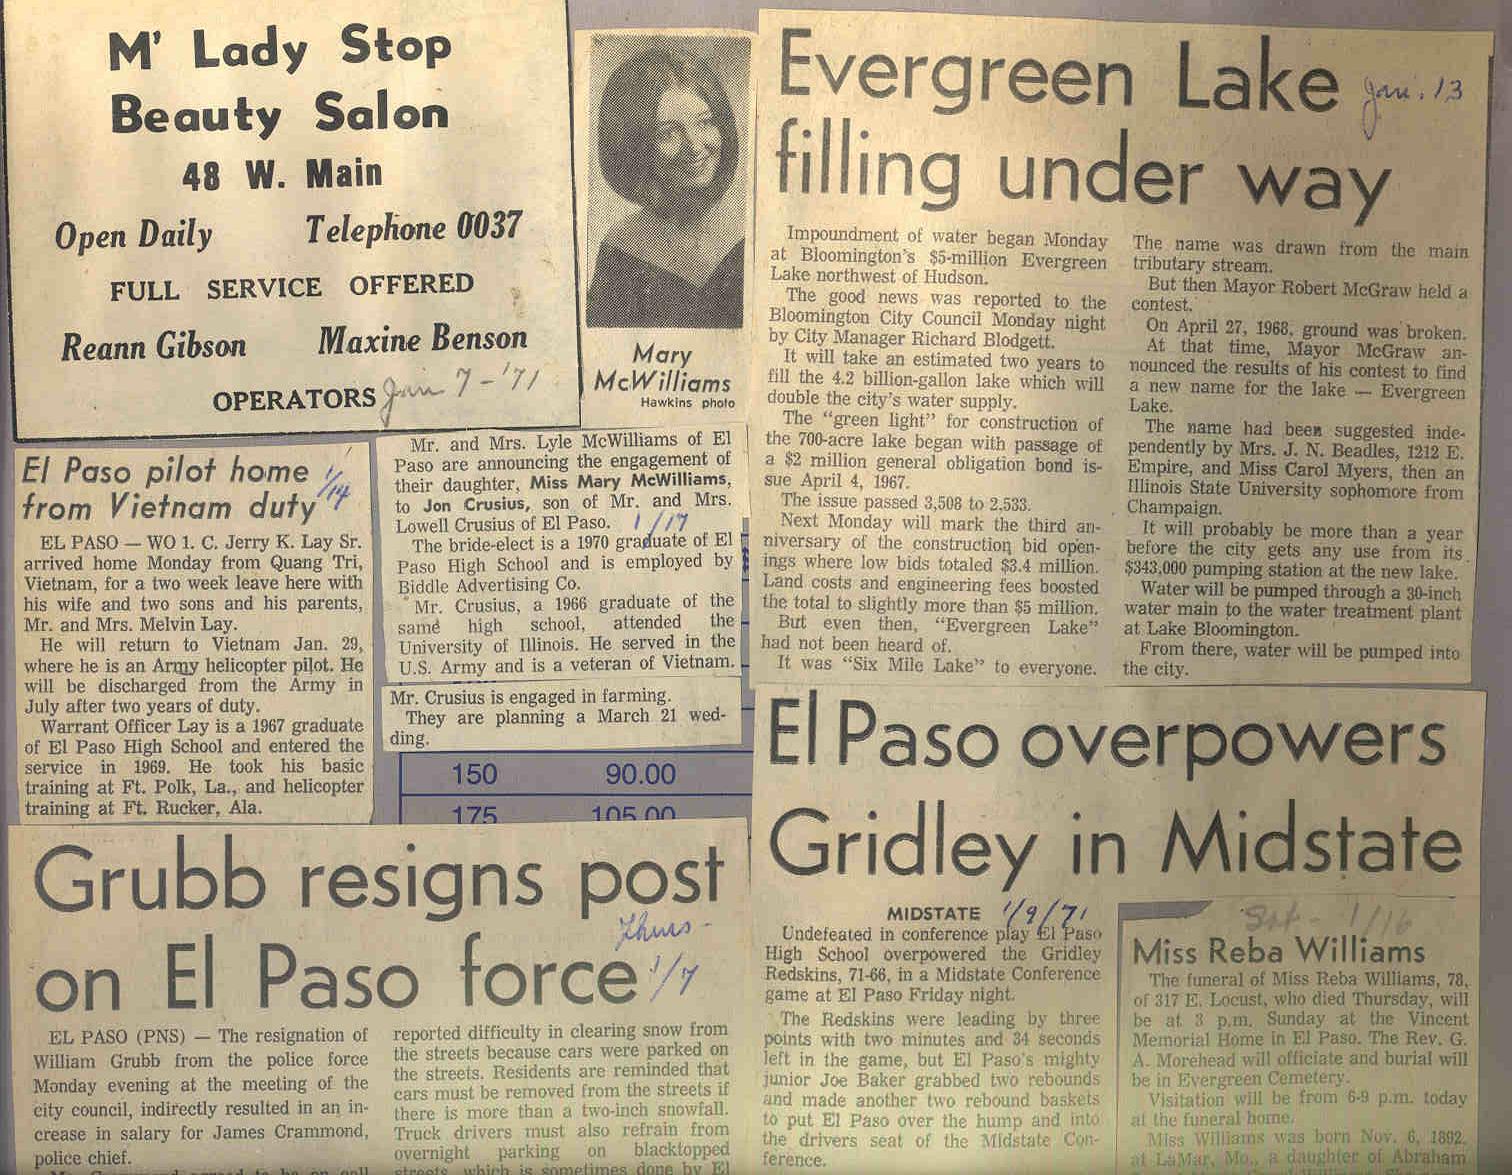 M' Lady Stop
Beauty Salon
48 W. Main
Open Daily Telephone 0037
FULL SERVICE OFFERED
Reann Gibson Maxine Benson
OPERATORS Jan 7-'71
Mary
McWilliams
Hawkins photo
Mr. and Mrs. Lyle McWilliams of El
Paso are announcing the engagement of
their daughter, Miss Mary McWilliams,
to Jon Crusius, son of Mr. and Mrs.
Lowell Crusius of El Paso. 1/17
The bride-elect is a 1970 graduate of El
Paso High School and is employed by
Biddle Advertising Co.
Mr. Crusius, a 1966 graduate of the
same high school, attended the
University of Illinois. He served in the
U.S. Army and is a veteran of Vietnam.
Mr. Crusius is engaged in farming.
They are planning a March 21 wed-
ding.
150 90.00
175 105.00
El Paso pilot home 1/14
from Vietnam duty
EL PASO — WO 1. C. Jerry K. Lay Sr.
arrived home Monday from Quang Tri,
Vietnam, for a two week leave here with
his wife and two sons and his parents,
Mr. and Mrs. Melvin Lay.
He will return to Vietnam Jan. 29,
where he is an Army helicopter pilot. He
will be discharged from the Army in
July after two years of duty.
Warrant Officer Lay is a 1967 graduate
of El Paso High School and entered the
service in 1969. He took his basic
training at Ft. Polk, La., and helicopter
training at Ft. Rucker, Ala.
Grubb resigns post
on El Paso force Thurs - 1/7
EL PASO (PNS) — The resignation of
William Grubb from the police force
Monday evening at the meeting of the
city council, indirectly resulted in an in-
crease in salary for James Crammond,
police chief.
reported difficulty in clearing snow from
the streets because cars were parked on
the streets. Residents are reminded that
cars must be removed from the streets if
there is more than a two-inch snowfall.
Truck drivers must also refrain from
overnight parking on blacktopped
streets, which is sometimes done by El
Evergreen Lake Jan. 13
filling under way
Impoundment of water began Monday
at Bloomington's $5-million Evergreen
Lake northwest of Hudson.
The good news was reported to the
Bloomington City Council Monday night
by City Manager Richard Blodgett.
It will take an estimated two years to
fill the 4.2 billion-gallon lake which will
double the city's water supply.
The "green light" for construction of
the 700-acre lake began with passage of
a $2 million general obligation bond is-
sue April 4, 1967.
The issue passed 3,508 to 2.533.
Next Monday will mark the third an-
niversary of the construction bid open-
ings where low bids totaled $3.4 million.
Land costs and engineering fees boosted
the total to slightly more than $5 million.
But even then, "Evergreen Lake"
had not been heard of.
It was "Six Mile Lake" to everyone.
The name was drawn from the main
tributary stream.
But then Mayor Robert McGraw held a
contest.
On April 27, 1968, ground was broken.
At that time, Mayor McGraw an-
nounced the results of his contest to find
a new name for the lake — Evergreen
Lake.
The name had been suggested inde-
pendently by Mrs. J. N. Beadles, 1212 E.
Empire, and Miss Carol Myers, then an
Illinois State University sophomore from
Champaign.
It will probably be more than a year
before the city gets any use from its
$343,000 pumping station at the new lake.
Water will be pumped through a 30-inch
water main to the water treatment plant
at Lake Bloomington.
From there, water will be pumped into
the city.
El Paso overpowers
Gridley in Midstate
MIDSTATE 1/9/71
Undefeated in conference play El Paso
High School overpowered the Gridley
Redskins, 71-66, in a Midstate Conference
game at El Paso Friday night.
The Redskins were leading by three
points with two minutes and 34 seconds
left in the game, but El Paso's mighty
junior Joe Baker grabbed two rebounds
and made another two rebound baskets
to put El Paso over the hump and into
the drivers seat of the Midstate Con-
ference.
Sat - 1/16
Miss Reba Williams
The funeral of Miss Reba Williams, 78,
of 317 E. Locust, who died Thursday, will
be at 3 p.m. Sunday at the Vincent
Memorial Home in El Paso. The Rev. G.
A. Morehead will officiate and burial will
be in Evergreen Cemetery.
Visitation will be from 6-9 p.m. today
at the funeral home.
Miss Williams was born Nov. 6, 1892,
at LaMar, Mo., a daughter of Abraham